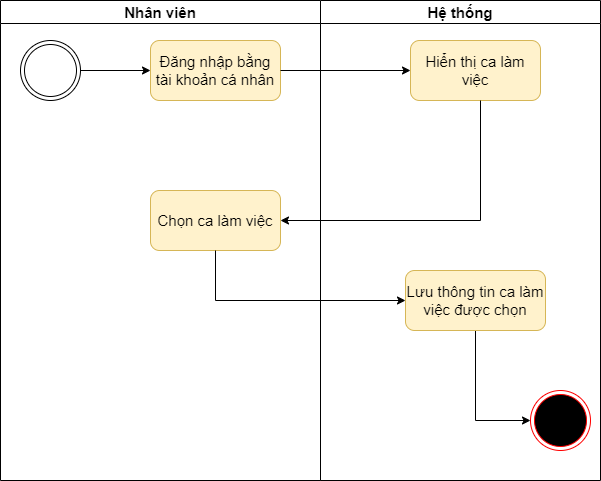 Nhân viên
Hệ thống
Đăng nhập bằng
tài khoản cá nhân
Hiển thị ca làm
việc
Chọn ca làm việc
Lưu thông tin ca làm
việc được chọn